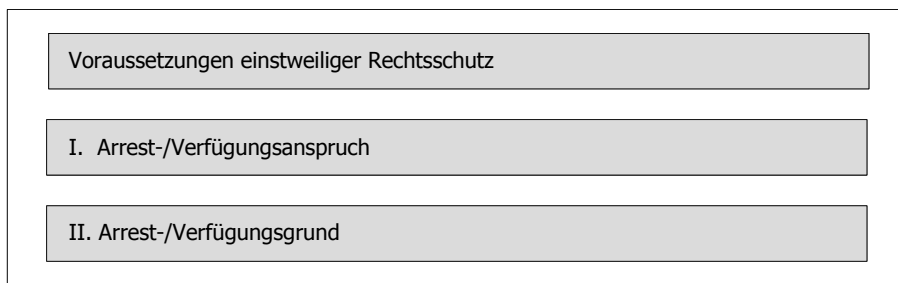 Voraussetzungen einstweiliger Rechtsschutz
I. Arrest-/Verfügungsanspruch
II. Arrest-/Verfügungsgrund